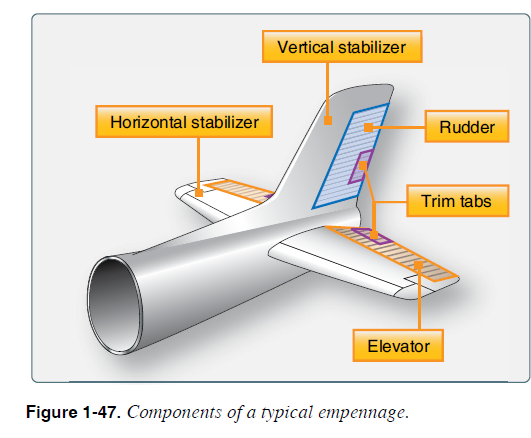 Vertical stabilizer
Horizontal stabilizer
Rudder
Trim tabs
Elevator
Figure 1-47. Components of a typical empennage.